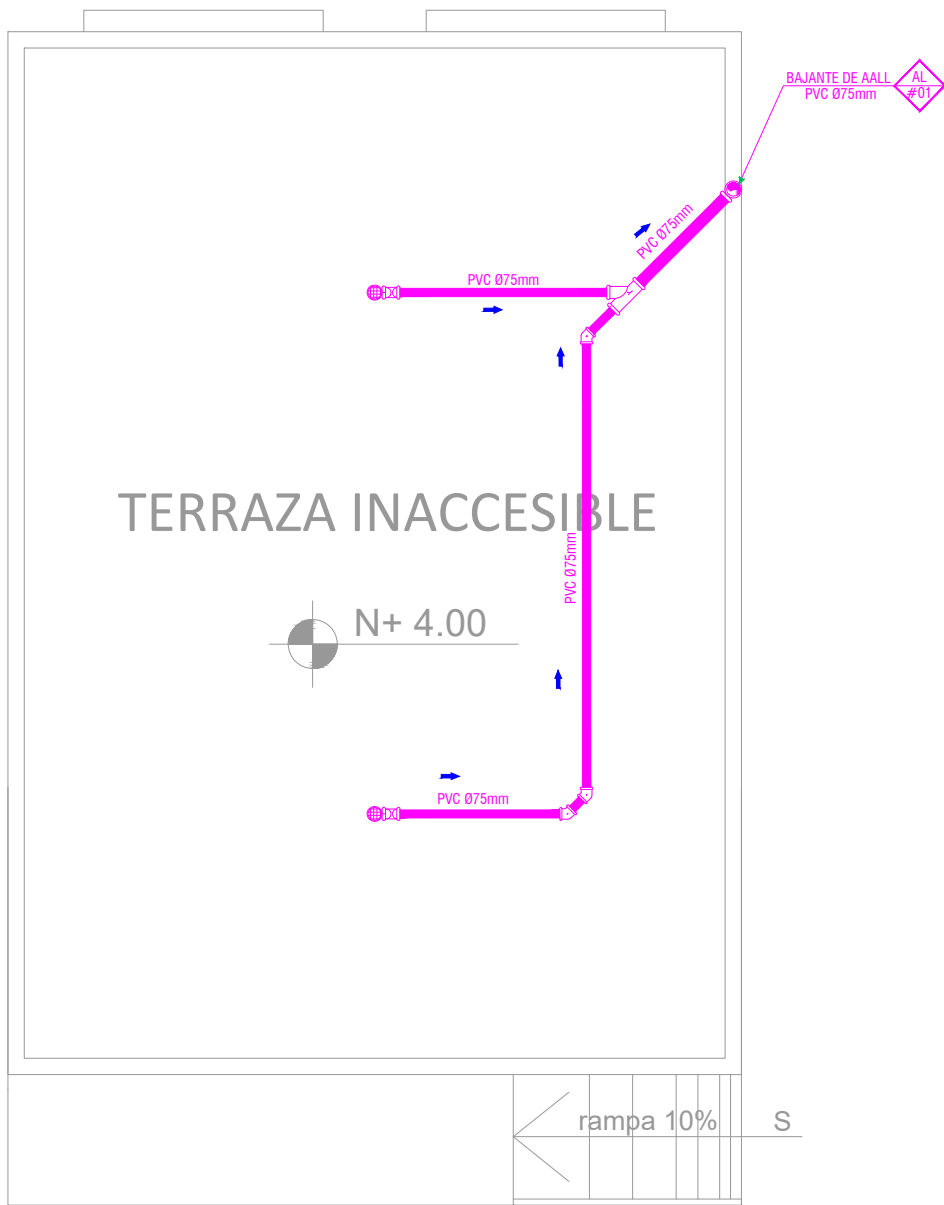 BAJANTE DE AALL
PVC Ø75mm
AL
#01
PVC Ø75mm
PVC Ø75mm
TERRAZA INACCESIBLE
PVC Ø75mm
N+ 4.00
PVC Ø75mm
rampa 10%
S